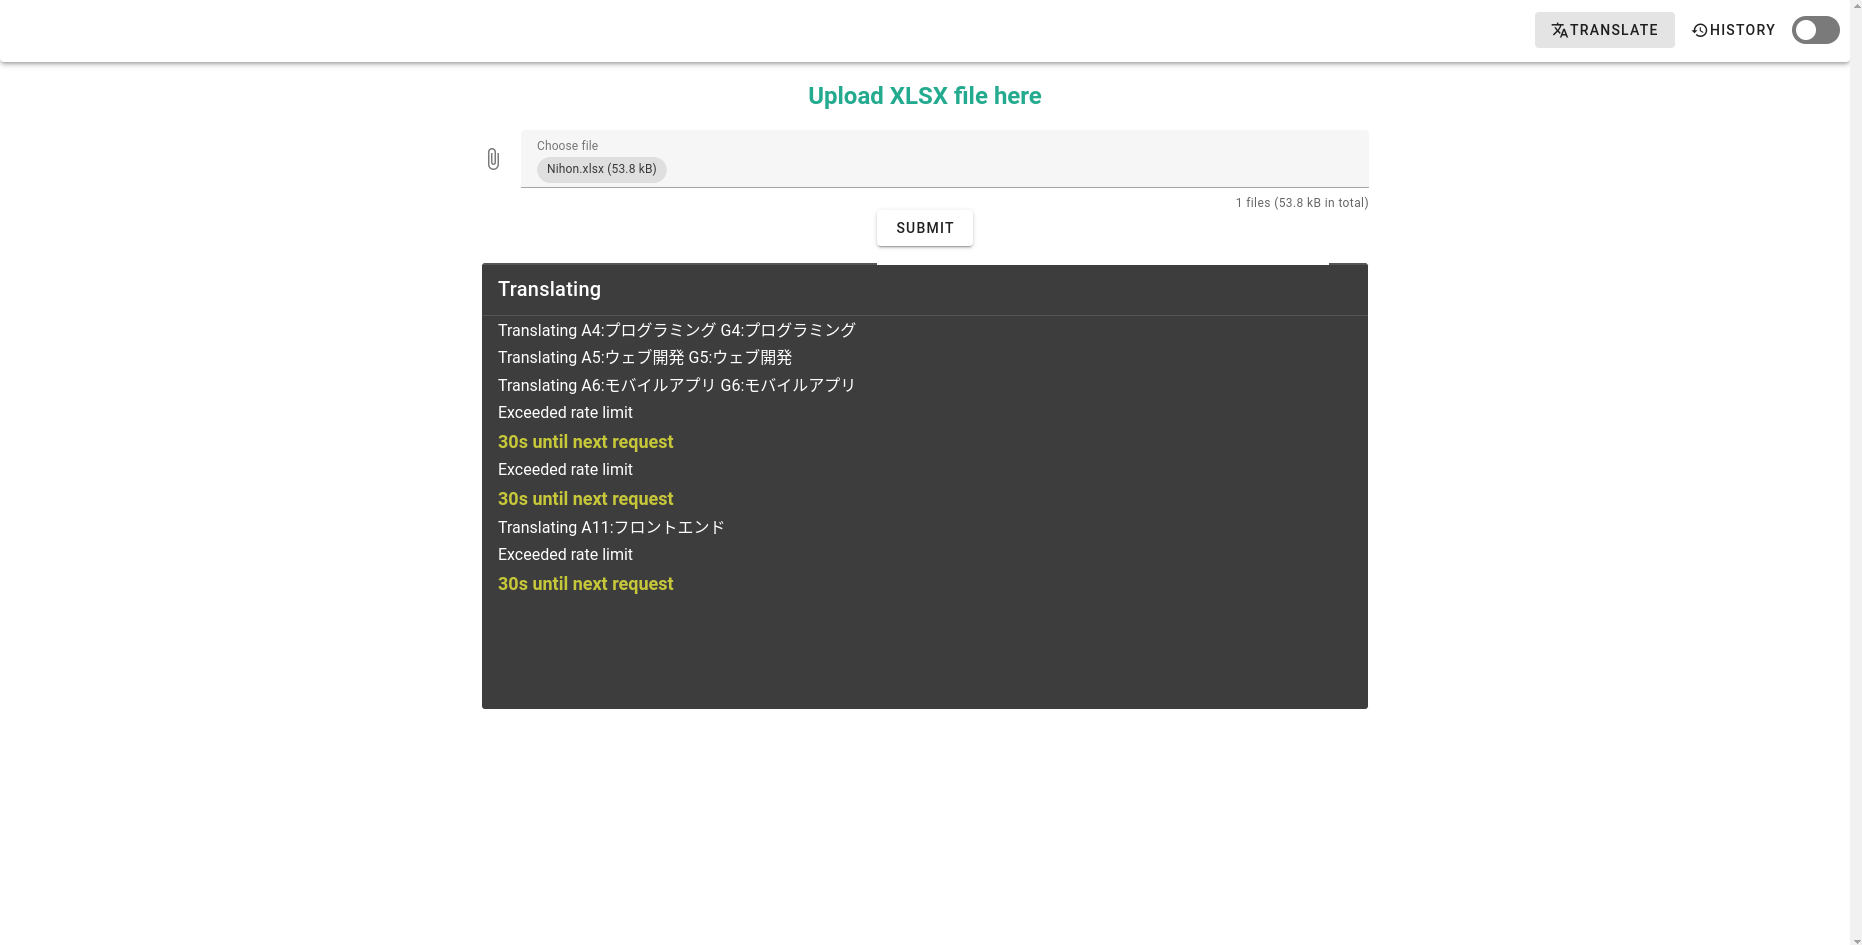 TRANSLATE HISTORY
Upload XLSX file here
Choose file
Nihon.xlsx (53.8 kB)
1 files (53.8 kB in total)
SUBMIT
Translating
Translating A4:プログラミング G4:プログラミング
Translating A5:ウェブ開発 G5:ウェブ開発
Translating A6:モバイルアプリ G6:モバイルアプリ
Exceeded rate limit
30s until next request
Exceeded rate limit
30s until next request
Translating A11:フロントエンド
Exceeded rate limit
30s until next request